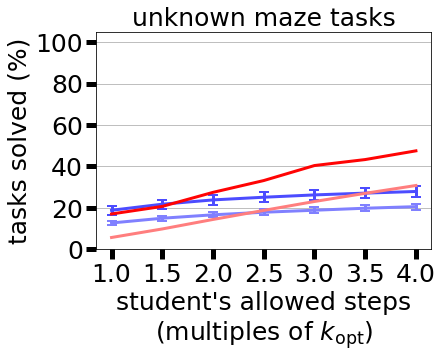 unknown maze tasks
tasks solved (%)
100
80
60
40
20
0
1.0 1.5 2.0 2.5 3.0 3.5 4.0
student's allowed steps
(multiples of k_opt)